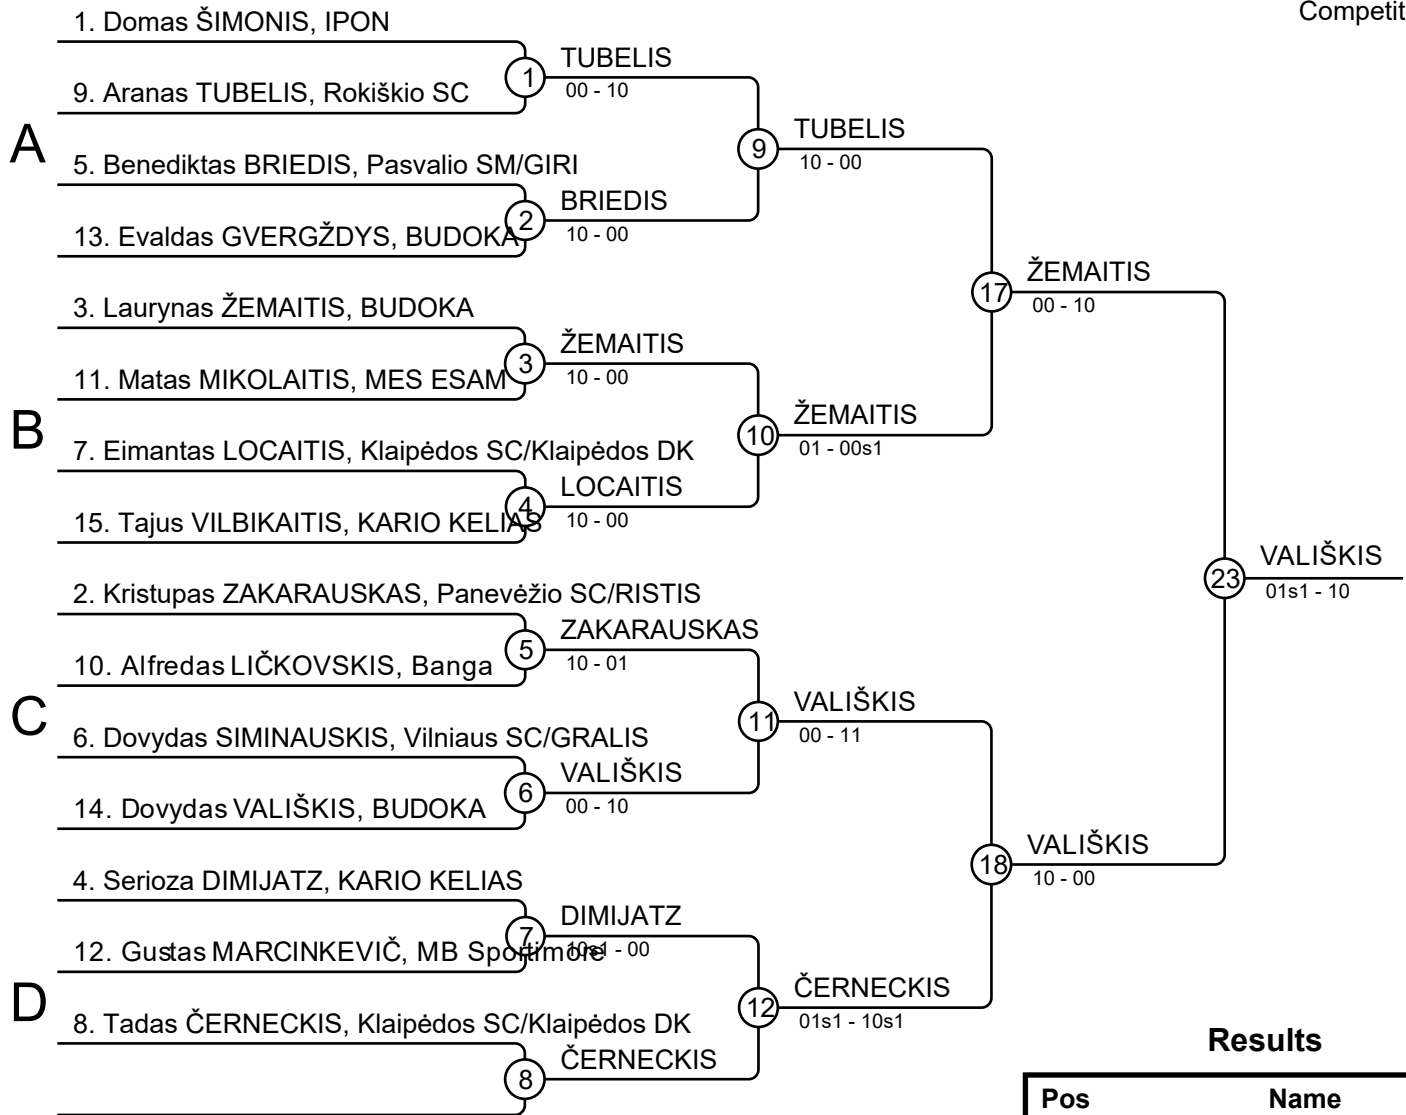 Competit
1. Domas ŠIMONIS, IPON
TUBELIS
1
00 - 10
9. Aranas TUBELIS, Rokiškio SC
TUBELIS
A
9
10 - 00
5. Benediktas BRIEDIS, Pasvalio SM/GIRI
BRIEDIS
2
10 - 00
13. Evaldas GVERGŽDYS, BUDOKA
ŽEMAITIS
17
00 - 10
3. Laurynas ŽEMAITIS, BUDOKA
ŽEMAITIS
3
10 - 00
11. Matas MIKOLAITIS, MES ESAM
ŽEMAITIS
B
10
01 - 00s1
7. Eimantas LOCAITIS, Klaipėdos SC/Klaipėdos DK
LOCAITIS
4
10 - 00
15. Tajus VILBIKAITIS, KARIO KELIAS
VALIŠKIS
23
01s1 - 10
2. Kristupas ZAKARAUSKAS, Panevėžio SC/RISTIS
ZAKARAUSKAS
5
10 - 01
10. Alfredas LIČKOVSKIS, Banga
VALIŠKIS
C
11
00 - 11
6. Dovydas SIMINAUSKIS, Vilniaus SC/GRALIS
VALIŠKIS
6
00 - 10
14. Dovydas VALIŠKIS, BUDOKA
VALIŠKIS
18
10 - 00
4. Serioza DIMIJATZ, KARIO KELIAS
DIMIJATZ
7
10s1 - 00
12. Gustas MARCINKEVIČ, MB Sportimore
ČERNECKIS
D
12
01s1 - 10s1
8. Tadas ČERNECKIS, Klaipėdos SC/Klaipėdos DK
ČERNECKIS
8
Results
Pos Name